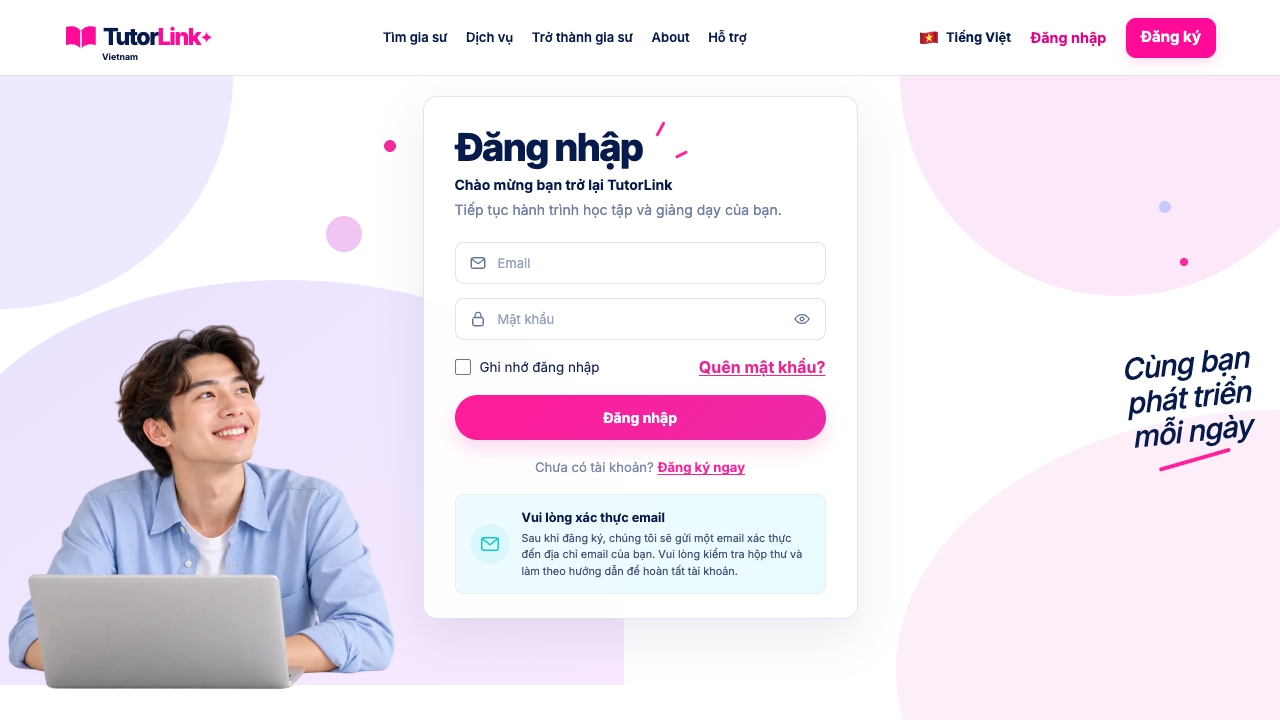 TutorLink
Vietnam
Tìm gia sư
Dịch vụ
Trở thành gia sư
About
Hỗ trợ
Tiếng Việt
Đăng nhập
Đăng ký
Đăng nhập
Chào mừng bạn trở lại TutorLink
Tiếp tục hành trình học tập và giảng dạy của bạn.
Email
Mật khẩu
Ghi nhớ đăng nhập
Quên mật khẩu?
Đăng nhập
Chưa có tài khoản? Đăng ký ngay
Vui lòng xác thực email
Sau khi đăng ký, chúng tôi sẽ gửi một email xác thực
đến địa chỉ email của bạn. Vui lòng kiểm tra hộp thư và
làm theo hướng dẫn để hoàn tất tài khoản.
Cùng bạn
phát triển
mỗi ngày